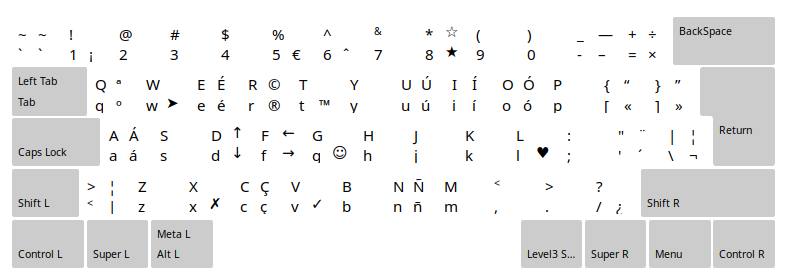 ~ ~ ! @ # $ % ^ & * ☆ ( ) _ — + ÷ BackSpace
` ` 1 ¡ 2 3 4 5 € 6 ˆ 7 8 ★ 9 0 - – = ×
Left Tab Q ª W E É R © T Y U Ú I Í O Ó P { “ } ”
Tab q º w ➤ e é r ® t ™ y u ú i í o ó p [ « ] »
A Á S D ↑ F ← G H J K L : " ¨ | ¦ Return
Caps Lock a á s d ↓ f → g ☺ h j k l ♥ ; ' ´ \ ¬
> ¦ Z X C Ç V B N Ñ M < > ?
Shift L < | z x ✗ c ç v ✓ b n ñ m , . / ¿ Shift R
Meta L
Control L Super L Alt L Level3 S... Super R Menu Control R